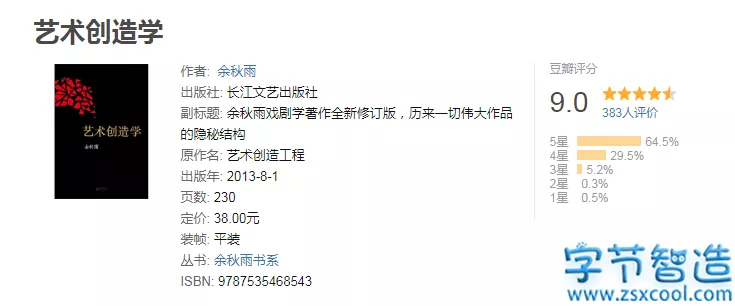 艺术创造学
艺术创造学
余秋雨
作者: 余秋雨
出版社: 长江文艺出版社
副标题: 余秋雨戏剧学著作全新修订版，历来一切伟大作品
的隐秘结构
原作名: 艺术创造工程
出版年: 2013-8-1
页数: 230
定价: 38.00元
装帧: 平装
丛书: 余秋雨书系
ISBN: 9787535468543
豆瓣评分
9.0
383人评价
5星 64.5%
4星 29.5%
3星 5.2%
2星 0.3%
1星 0.5%
字节智造
www.zsxcool.com